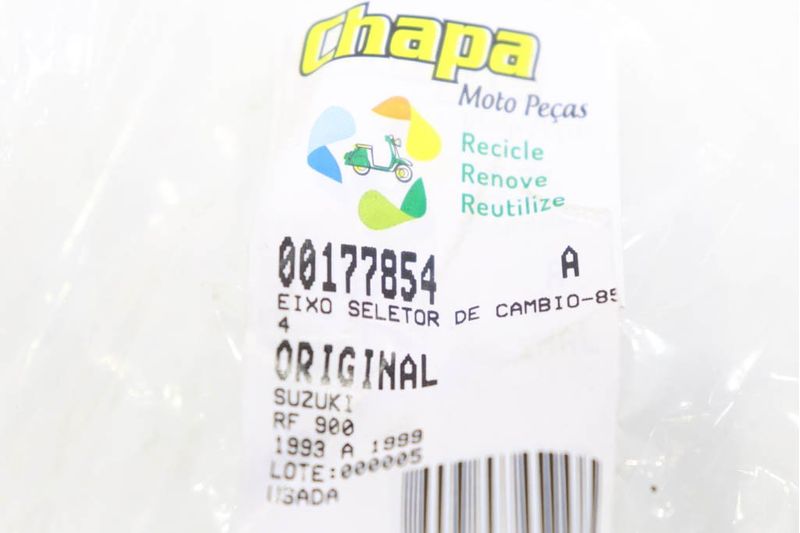 Chapa
Moto Peças
Recicle
Renove
Reutilize
00177854 A
EIXO SELETOR DE CAMBIO-85
4
ORIGINAL
SUZUKI
RF 900
1993 A 1999
LOTE:000005
USADA